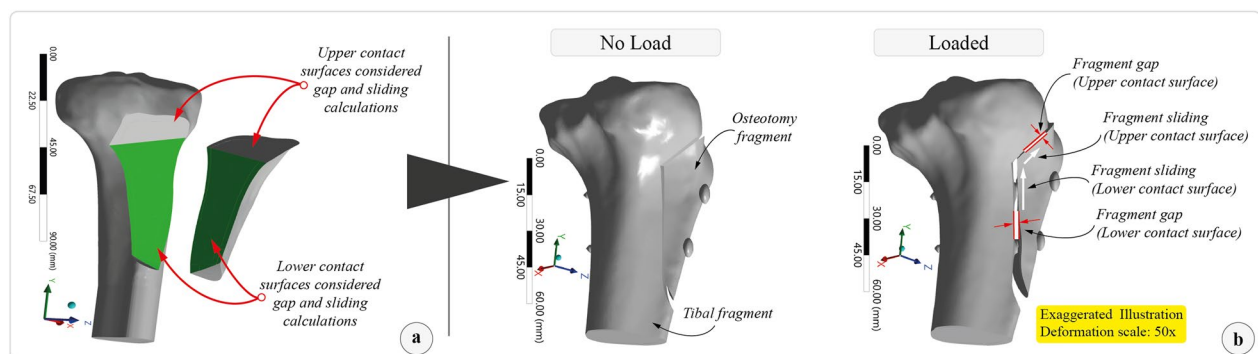 0.00
22.50
45.00
67.50
90.00 (mm)
Upper contact
surfaces considered
gap and sliding
calculations
Lower contact
surfaces considered
gap and sliding
calculations
Y
X
Z
a
No Load
0.00
15.00
30.00
45.00
60.00 (mm)
Osteotomy
fragment
Tibal fragment
Y
X
Z
Loaded
0.00
15.00
30.00
45.00
60.00 (mm)
Fragment gap
(Upper contact surface)
Fragment sliding
(Upper contact surface)
Fragment sliding
(Lower contact surface)
Fragment gap
(Lower contact surface)
Y
X
Z
Exaggerated Illustration
Deformation scale: 50x
b